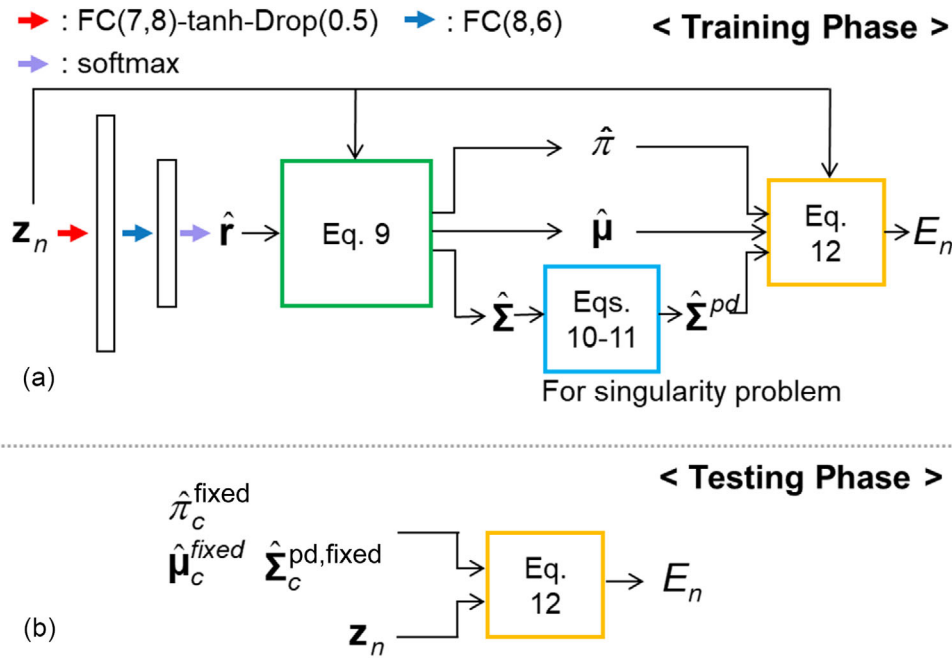 : FC(7,8)-tanh-Drop(0.5) : FC(8,6)
< Training Phase >
: softmax
π̂
z_n r̂ Eq. 9 μ̂ Eq. 12 E_n
Σ̂ Eqs. 10-11 Σ̂^pd
(a)
For singularity problem
< Testing Phase >
π̂_c^fixed
μ̂_c^fixed Σ̂_c^pd,fixed
Eq. 12 E_n
(b)
z_n